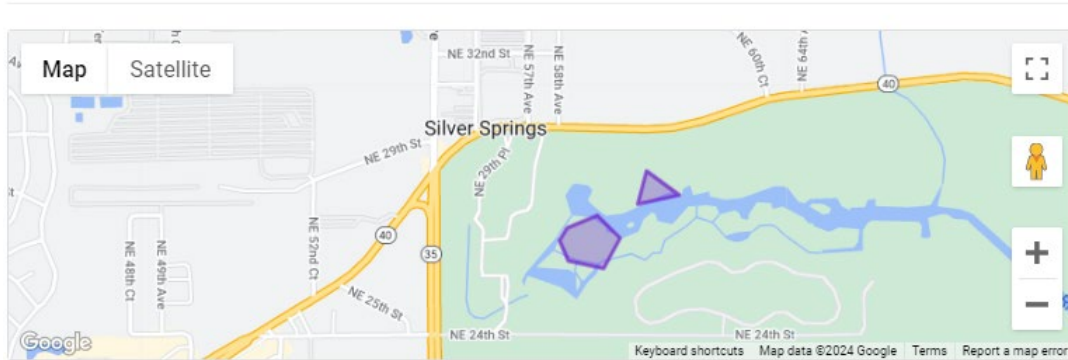 Map
Satellite
NE 32nd St
NE 57th Ave
NE 58th Ave
NE 60th Ct
NE 64th A
40
Silver Springs
NE 29th St
NE 29th Pl
40
35
NE 52nd Ct
NE 48th Ct
NE 49th Ave
NE 25th St
NE 24th St
NE 24th St
Google
Keyboard shortcuts
Map data ©2024 Google
Terms
Report a map error